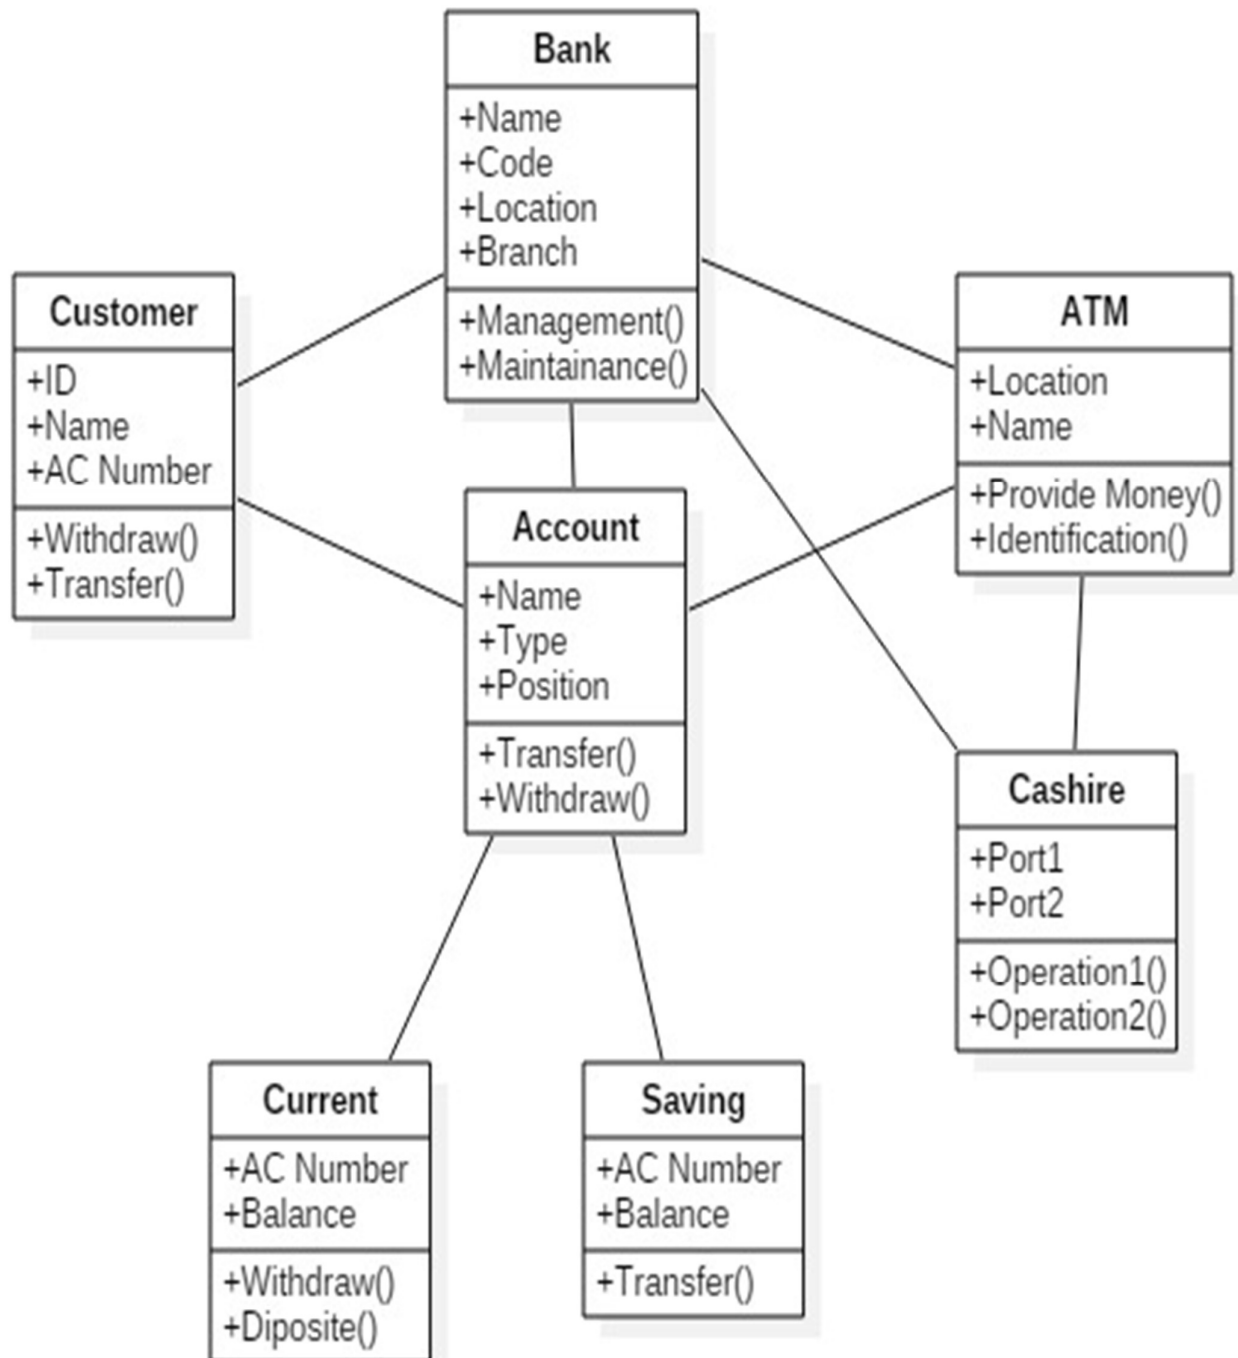 Bank
+Name
+Code
+Location
+Branch
+Management()
+Maintainance()
Customer
+ID
+Name
+AC Number
+Withdraw()
+Transfer()
ATM
+Location
+Name
+Provide Money()
+Identification()
Account
+Name
+Type
+Position
+Transfer()
+Withdraw()
Cashire
+Port1
+Port2
+Operation1()
+Operation2()
Current
+AC Number
+Balance
+Withdraw()
+Diposite()
Saving
+AC Number
+Balance
+Transfer()